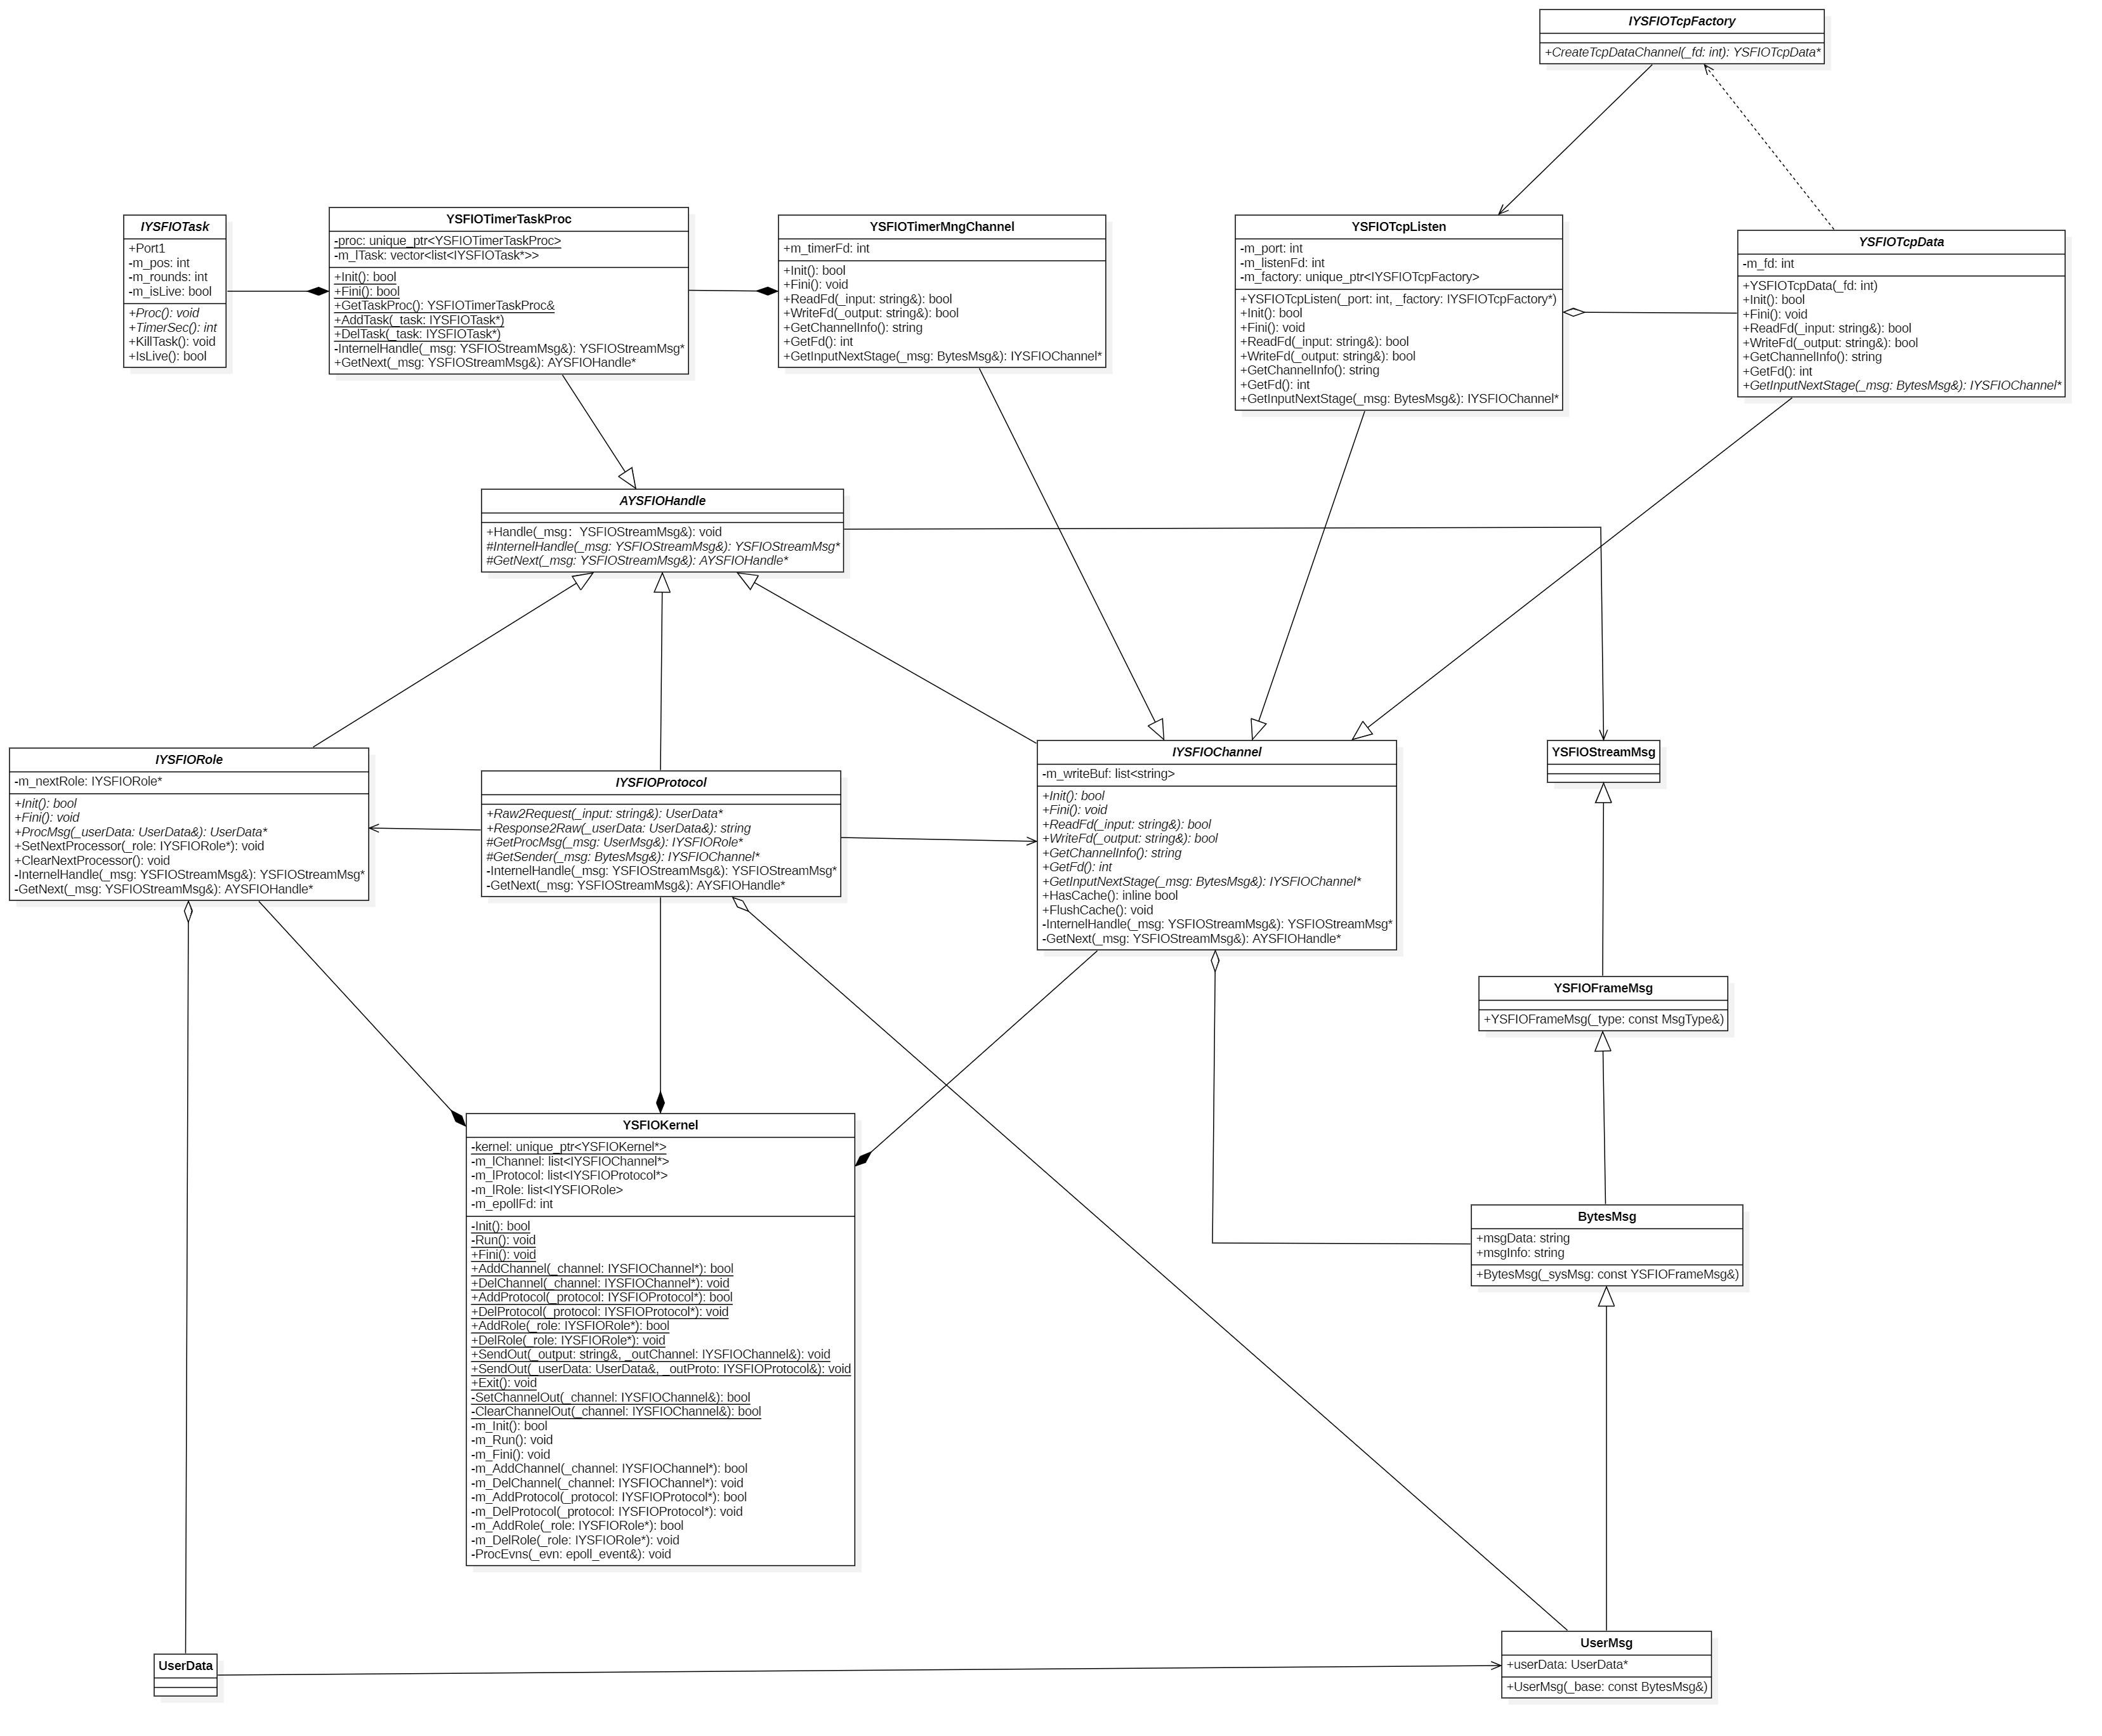 IYSFIOTcpFactory
+CreateTcpDataChannel(_fd: int): YSFIOTcpData*
IYSFIOTask
+Port1
-m_pos: int
-m_rounds: int
-m_isLive: bool
+Proc(): void
+TimerSec(): int
+KillTask(): void
+IsLive(): bool
YSFIOTimerTaskProc
-proc: unique_ptr<YSFIOTimerTaskProc>
-m_lTask: vector<list<IYSFIOTask*>>
+Init(): bool
+Fini(): bool
+GetTaskProc(): YSFIOTimerTaskProc&
+AddTask(_task: IYSFIOTask*)
+DelTask(_task: IYSFIOTask*)
-InternelHandle(_msg: YSFIOStreamMsg&): YSFIOStreamMsg*
+GetNext(_msg: YSFIOStreamMsg&): AYSFIOHandle*
YSFIOTimerMngChannel
+m_timerFd: int
+Init(): bool
+Fini(): void
+ReadFd(_input: string&): bool
+WriteFd(_output: string&): bool
+GetChannelInfo(): string
+GetFd(): int
+GetInputNextStage(_msg: BytesMsg&): IYSFIOChannel*
YSFIOTcpListen
-m_port: int
-m_listenFd: int
-m_factory: unique_ptr<IYSFIOTcpFactory>
+YSFIOTcpListen(_port: int, _factory: IYSFIOTcpFactory*)
+Init(): bool
+Fini(): void
+ReadFd(_input: string&): bool
+WriteFd(_output: string&): bool
+GetChannelInfo(): string
+GetFd(): int
+GetInputNextStage(_msg: BytesMsg&): IYSFIOChannel*
YSFIOTcpData
-m_fd: int
+YSFIOTcpData(_fd: int)
+Init(): bool
+Fini(): void
+ReadFd(_input: string&): bool
+WriteFd(_output: string&): bool
+GetChannelInfo(): string
+GetFd(): int
+GetInputNextStage(_msg: BytesMsg&): IYSFIOChannel*
AYSFIOHandle
+Handle(_msg: YSFIOStreamMsg&): void
#InternelHandle(_msg: YSFIOStreamMsg&): YSFIOStreamMsg*
#GetNext(_msg: YSFIOStreamMsg&): AYSFIOHandle*
IYSFIORole
-m_nextRole: IYSFIORole*
+Init(): bool
+Fini(): void
+ProcMsg(_userData: UserData&): UserData*
+SetNextProcessor(_role: IYSFIORole*): void
+ClearNextProcessor(): void
-InternelHandle(_msg: YSFIOStreamMsg&): YSFIOStreamMsg*
-GetNext(_msg: YSFIOStreamMsg&): AYSFIOHandle*
IYSFIOProtocol
+Raw2Request(_input: string&): UserData*
+Response2Raw(_userData: UserData&): string
#GetProcMsg(_msg: UserMsg&): IYSFIORole*
#GetSender(_msg: BytesMsg&): IYSFIOChannel*
-InternelHandle(_msg: YSFIOStreamMsg&): YSFIOStreamMsg*
-GetNext(_msg: YSFIOStreamMsg&): AYSFIOHandle*
IYSFIOChannel
-m_writeBuf: list<string>
+Init(): bool
+Fini(): void
+ReadFd(_input: string&): bool
+WriteFd(_output: string&): bool
+GetChannelInfo(): string
+GetFd(): int
+GetInputNextStage(_msg: BytesMsg&): IYSFIOChannel*
+HasCache(): inline bool
+FlushCache(): void
-InternelHandle(_msg: YSFIOStreamMsg&): YSFIOStreamMsg*
-GetNext(_msg: YSFIOStreamMsg&): AYSFIOHandle*
YSFIOStreamMsg
YSFIOFrameMsg
+YSFIOFrameMsg(_type: const MsgType&)
YSFIOKernel
-kernel: unique_ptr<YSFIOKernel*>
-m_lChannel: list<IYSFIOChannel*>
-m_lProtocol: list<IYSFIOProtocol*>
-m_lRole: list<IYSFIORole>
-m_epollFd: int
-Init(): bool
-Run(): void
+Fini(): void
+AddChannel(_channel: IYSFIOChannel*): bool
+DelChannel(_channel: IYSFIOChannel*): void
+AddProtocol(_protocol: IYSFIOProtocol*): bool
+DelProtocol(_protocol: IYSFIOProtocol*): void
+AddRole(_role: IYSFIORole*): bool
+DelRole(_role: IYSFIORole*): void
+SendOut(_output: string&, _outChannel: IYSFIOChannel&): void
+SendOut(_userData: UserData&, _outProto: IYSFIOProtocol&): void
+Exit(): void
-SetChannelOut(_channel: IYSFIOChannel&): bool
-ClearChannelOut(_channel: IYSFIOChannel&): bool
-m_Init(): bool
-m_Run(): void
-m_Fini(): void
-m_AddChannel(_channel: IYSFIOChannel*): bool
-m_DelChannel(_channel: IYSFIOChannel*): void
-m_AddProtocol(_protocol: IYSFIOProtocol*): bool
-m_DelProtocol(_protocol: IYSFIOProtocol*): void
-m_AddRole(_role: IYSFIORole*): bool
-m_DelRole(_role: IYSFIORole*): void
-ProcEvns(_evn: epoll_event&): void
BytesMsg
+msgData: string
+msgInfo: string
+BytesMsg(_sysMsg: const YSFIOFrameMsg&)
UserData
UserMsg
+userData: UserData*
+UserMsg(_base: const BytesMsg&)